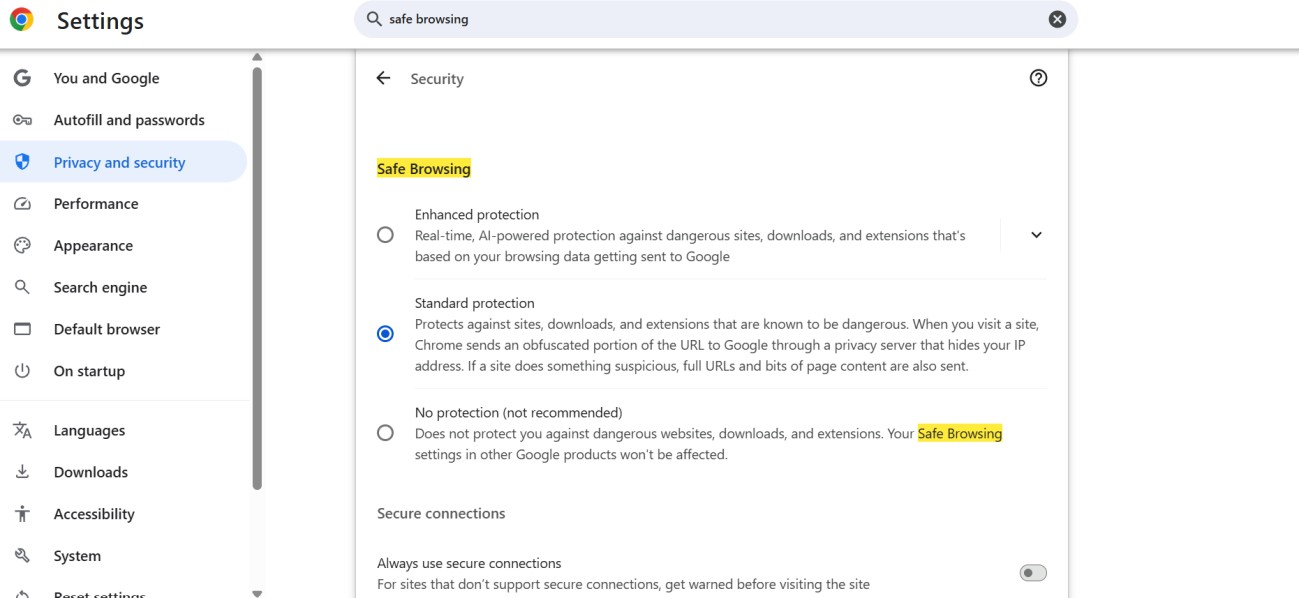 Settings
safe browsing
You and Google
Autofill and passwords
Privacy and security
Performance
Appearance
Search engine
Default browser
On startup
Languages
Downloads
Accessibility
System
Reset settings
Security
Safe Browsing
Enhanced protection
Real-time, AI-powered protection against dangerous sites, downloads, and extensions that's
based on your browsing data getting sent to Google
Standard protection
Protects against sites, downloads, and extensions that are known to be dangerous. When you visit a site,
Chrome sends an obfuscated portion of the URL to Google through a privacy server that hides your IP
address. If a site does something suspicious, full URLs and bits of page content are also sent.
No protection (not recommended)
Does not protect you against dangerous websites, downloads, and extensions. Your Safe Browsing
settings in other Google products won't be affected.
Secure connections
Always use secure connections
For sites that don't support secure connections, get warned before visiting the site